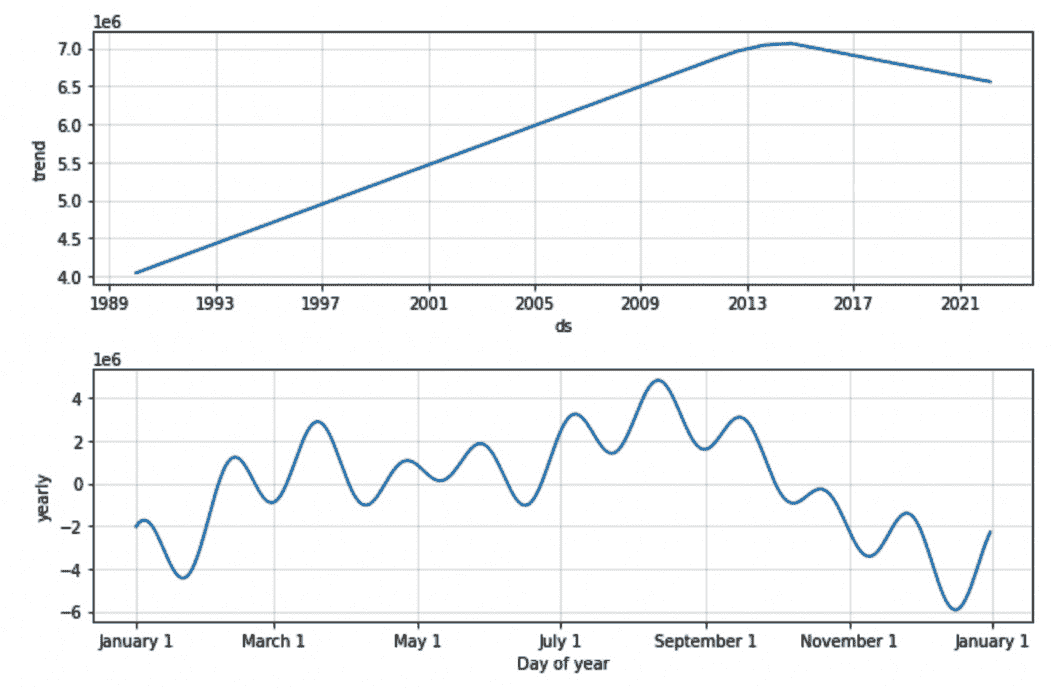 1e6
7.0
6.5
6.0
5.5
5.0
4.5
4.0
trend
1989 1993 1997 2001 2005 2009 2013 2017 2021
ds
1e6
4
2
0
−2
−4
−6
yearly
January 1 March 1 May 1 July 1 September 1 November 1 January 1
Day of year